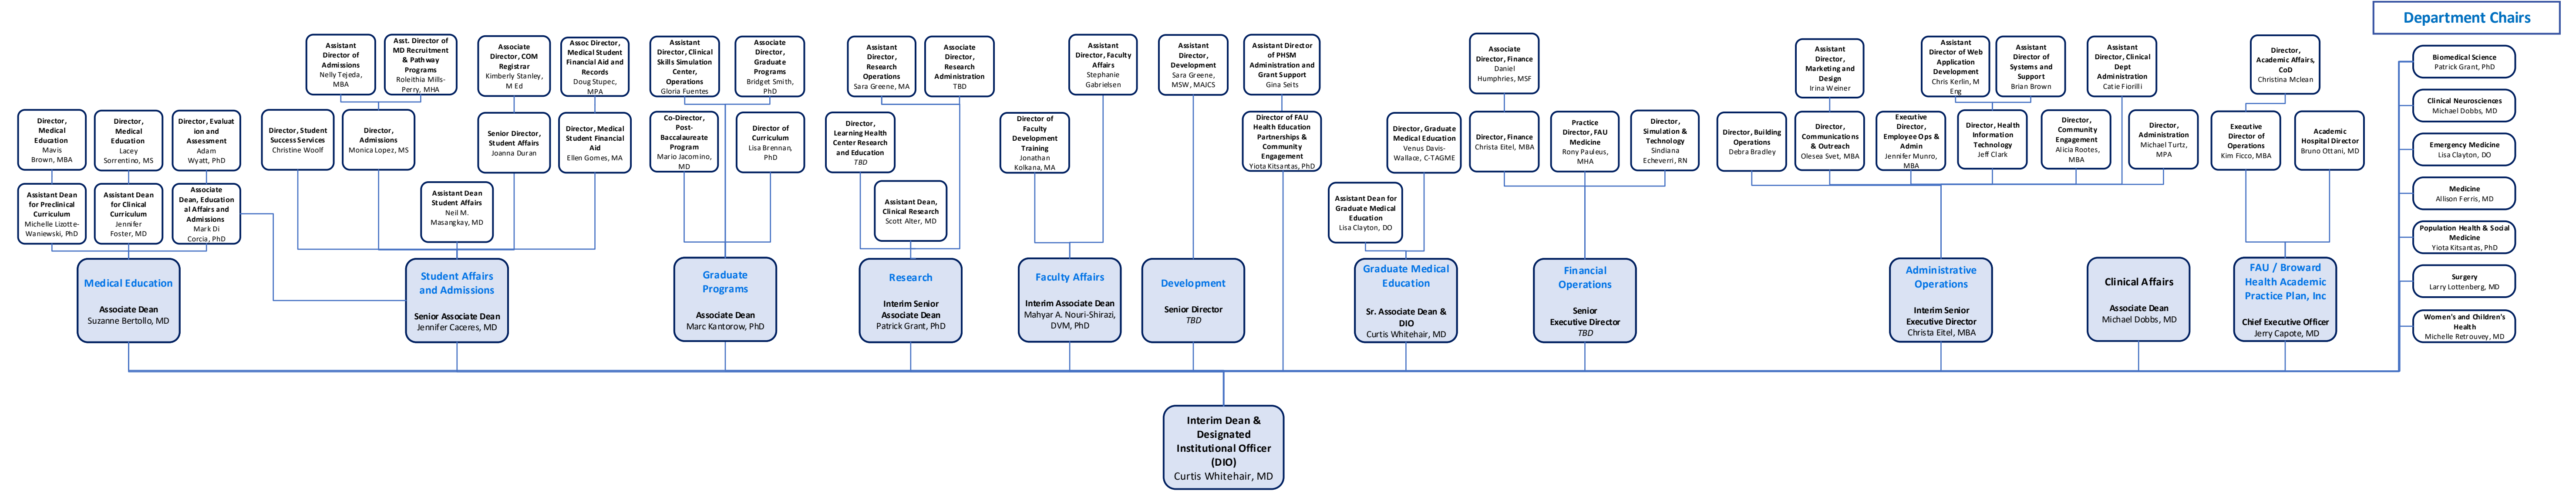 Department Chairs
Assistant
Director of
Admissions
Nelly Tejeda,
MBA
Asst. Director of
MD Recruitment
& Pathway
Programs
Roleithia Mills-
Perry, MHA
Associate
Director, COM
Registrar
Kimberly Stanley,
M Ed
Assoc Director,
Medical Student
Financial Aid and
Records
Doug Stupec,
MPA
Assistant
Director, Clinical
Skills Simulation
Center,
Operations
Gloria Fuentes
Associate
Director,
Graduate
Programs
Bridget Smith,
PhD
Assistant
Director,
Research
Operations
Sara Greene, MA
Associate
Director,
Research
Administration
TBD
Assistant
Director, Faculty
Affairs
Stephanie
Gabrielsen
Assistant
Director,
Development
Sara Greene,
MSW, MAJCS
Assistant Director
of PHSM
Administration and
Grant Support
Gina Seits
Associate
Director, Finance
Daniel
Humphries, MSF
Assistant
Director,
Marketing and
Design
Irina Weiner
Assistant
Director of Web
Application
Development
Chris Kerlin, M
Eng
Assistant
Director of
Systems and
Support
Brian Brown
Assistant
Director, Clinical
Dept
Administration
Catie Fiorilli
Director,
Academic Affairs,
CoD
Christina Mclean
Director,
Medical
Education
Mavis
Brown, MBA
Director,
Medical
Education
Lacey
Sorrentino, MS
Director, Evaluat
ion and
Assessment
Adam
Wyatt, PhD
Director, Student
Success Services
Christine Woolf
Director,
Admissions
Monica Lopez, MS
Senior Director,
Student Affairs
Joanna Duran
Director, Medical
Student Financial
Aid
Ellen Gomes, MA
Co-Director,
Post-
Baccalaureate
Program
Mario Jacomino,
MD
Director of
Curriculum
Lisa Brennan,
PhD
Director,
Learning Health
Center Research
and Education
TBD
Director of
Faculty
Development
Training
Jonathan
Kolkana, MA
Director of FAU
Health Education
Partnerships &
Community
Engagement
Yiota Kitsantas, PhD
Director, Graduate
Medical Education
Venus Davis-
Wallace, C-TAGME
Director, Finance
Christa Eitel, MBA
Practice
Director, FAU
Medicine
Rony Pauleus,
MHA
Director,
Simulation &
Technology
Sindiana
Echeverri, RN
Director, Building
Operations
Debra Bradley
Director,
Communications
& Outreach
Olesea Svet, MBA
Executive
Director,
Employee Ops &
Admin
Jennifer Munro,
MBA
Director, Health
Information
Technology
Jeff Clark
Director,
Community
Engagement
Alicia Rootes,
MBA
Director,
Administration
Michael Turtz,
MPA
Executive
Director of
Operations
Kim Ficco, MBA
Academic
Hospital Director
Bruno Ottani, MD
Assistant Dean
for Preclinical
Curriculum
Michelle Lizotte-
Waniewski, PhD
Assistant Dean
for Clinical
Curriculum
Jennifer
Foster, MD
Associate
Dean, Education
al Affairs and
Admissions
Mark Di
Corcia, PhD
Assistant Dean
Student Affairs
Neil M.
Masangkay, MD
Assistant Dean,
Clinical Research
Scott Alter, MD
Assistant Dean for
Graduate Medical
Education
Lisa Clayton, DO
Medical Education
Associate Dean
Suzanne Bertollo, MD
Student Affairs
and Admissions
Senior Associate Dean
Jennifer Caceres, MD
Graduate
Programs
Associate Dean
Marc Kantorow, PhD
Research
Interim Senior
Associate Dean
Patrick Grant, PhD
Faculty Affairs
Interim Associate Dean
Mahyar A. Nouri-Shirazi,
DVM, PhD
Development
Senior Director
TBD
Graduate Medical
Education
Sr. Associate Dean &
DIO
Curtis Whitehair, MD
Financial
Operations
Senior
Executive Director
TBD
Administrative
Operations
Interim Senior
Executive Director
Christa Eitel, MBA
Clinical Affairs
Associate Dean
Michael Dobbs, MD
FAU / Broward
Health Academic
Practice Plan, Inc
Chief Executive Officer
Jerry Capote, MD
Biomedical Science
Patrick Grant, PhD
Clinical Neurosciences
Michael Dobbs, MD
Emergency Medicine
Lisa Clayton, DO
Medicine
Allison Ferris, MD
Population Health & Social
Medicine
Yiota Kitsantas, PhD
Surgery
Larry Lottenberg, MD
Women's and Children's
Health
Michelle Retrouvey, MD
Interim Dean &
Designated
Institutional Officer
(DIO)
Curtis Whitehair, MD